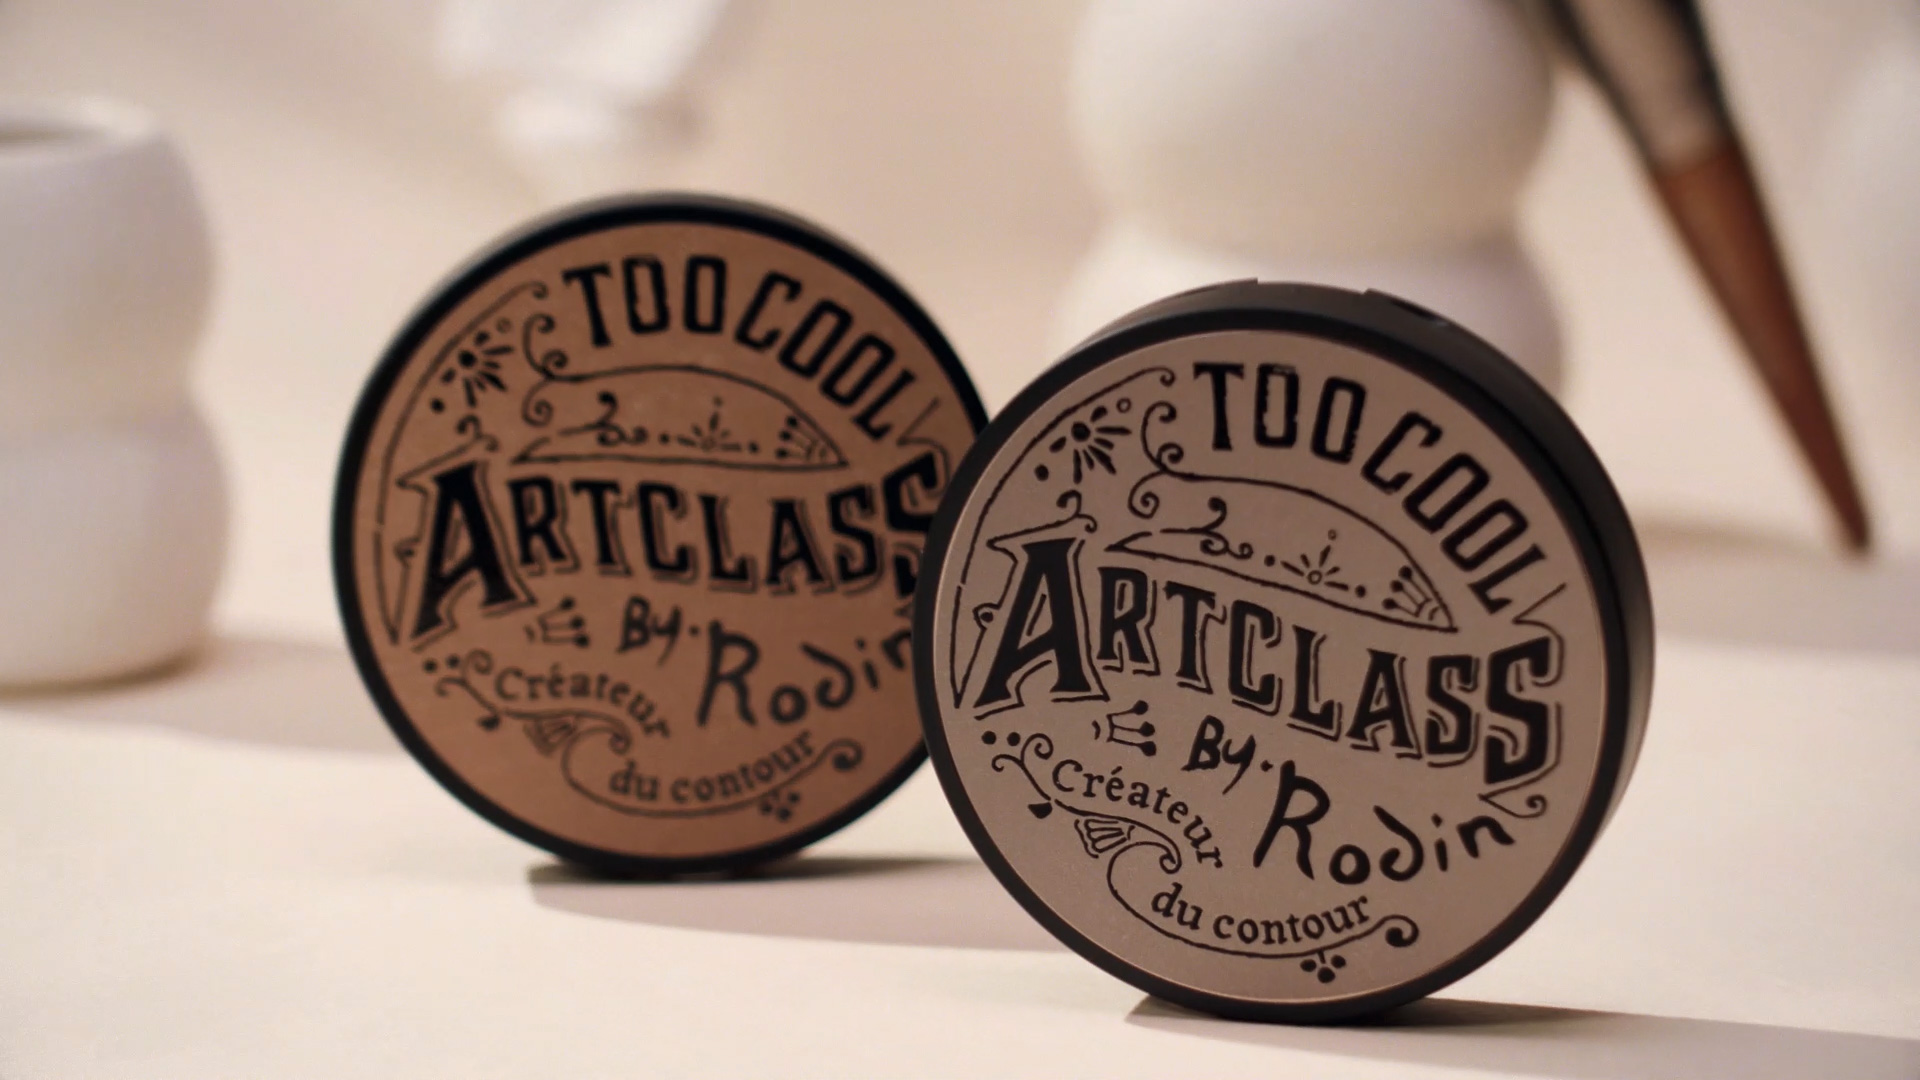 TOO COOL
ARTCLASS
By. Rodin
Créateur
du contour
TOO COOL
ARTCLASS
By. Rodin
Créateur
du contour